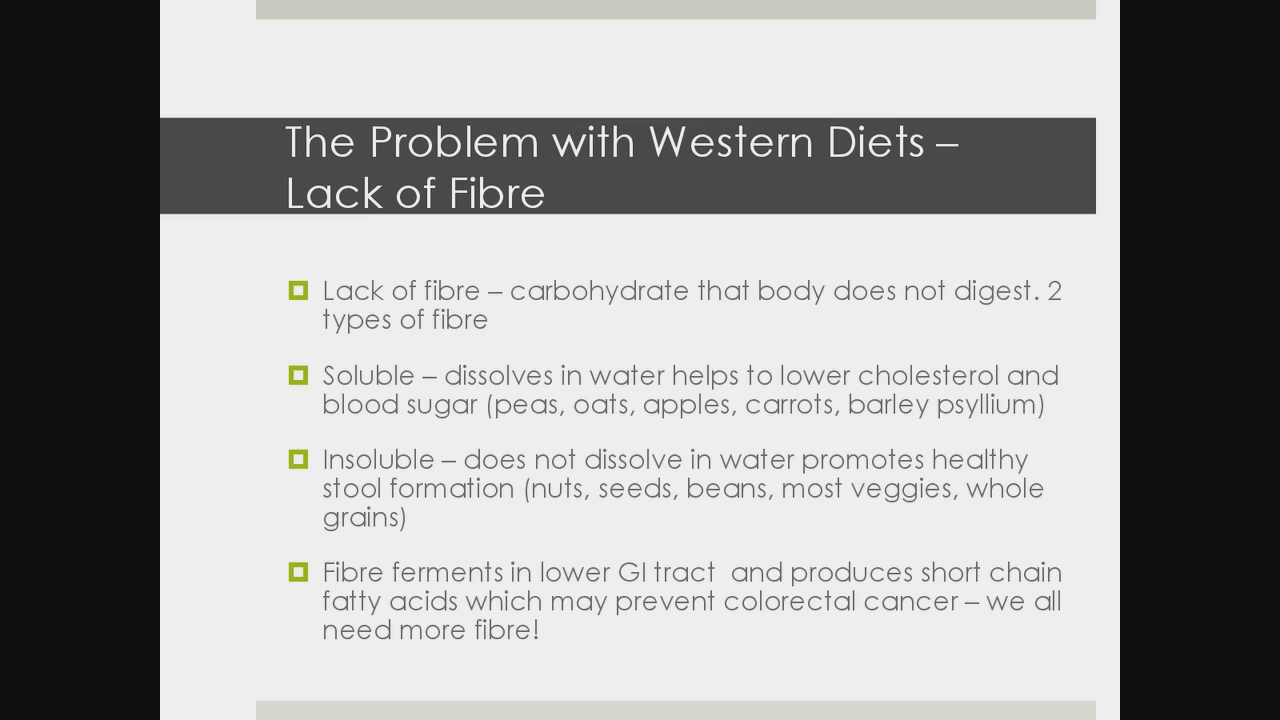 The Problem with Western Diets –
Lack of Fibre
Lack of fibre – carbohydrate that body does not digest. 2
types of fibre
Soluble – dissolves in water helps to lower cholesterol and
blood sugar (peas, oats, apples, carrots, barley psyllium)
Insoluble – does not dissolve in water promotes healthy
stool formation (nuts, seeds, beans, most veggies, whole
grains)
Fibre ferments in lower GI tract  and produces short chain
fatty acids which may prevent colorectal cancer – we all
need more fibre!